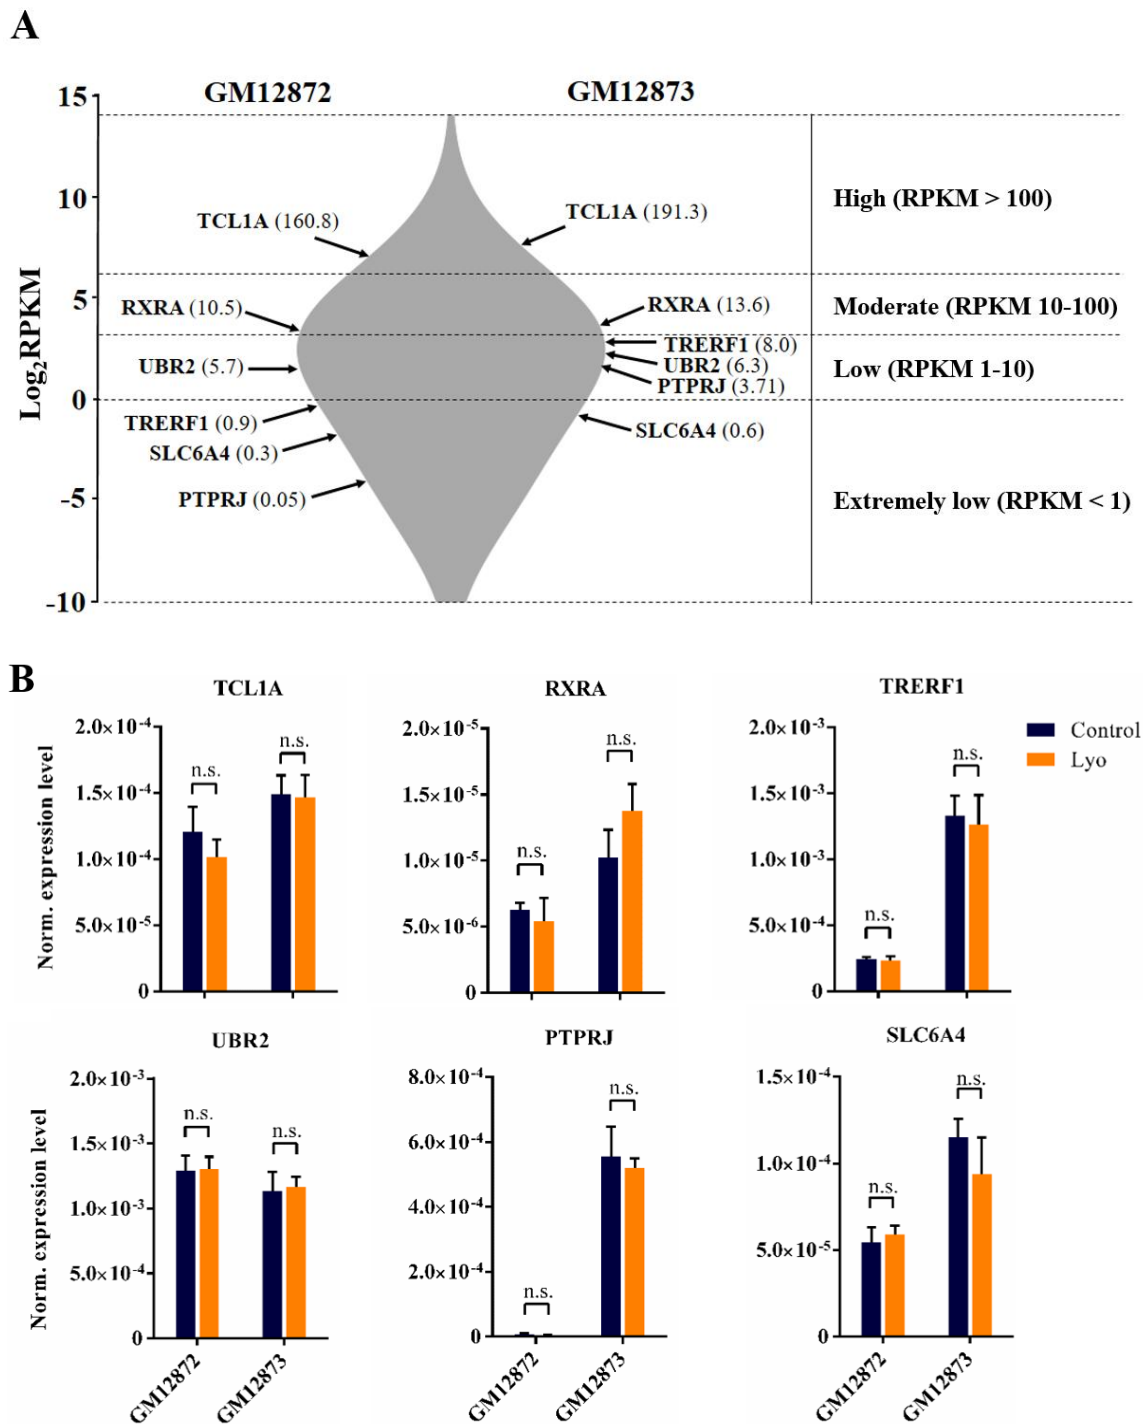 A
GM12872 GM12873
Log2RPKM
15
10
5
0
-5
-10
TCL1A (160.8)
RXRA (10.5)
UBR2 (5.7)
TRERF1 (0.9)
SLC6A4 (0.3)
PTPRJ (0.05)
TCL1A (191.3)
RXRA (13.6)
TRERF1 (8.0)
UBR2 (6.3)
PTPRJ (3.71)
SLC6A4 (0.6)
High (RPKM > 100)
Moderate (RPKM 10-100)
Low (RPKM 1-10)
Extremely low (RPKM < 1)
B
TCL1A
Norm. expression level
2.0×10-4
1.5×10-4
1.0×10-4
5.0×10-5
0
n.s.
n.s.
RXRA
2.0×10-5
1.5×10-5
1.0×10-5
5.0×10-6
0
n.s.
n.s.
TRERF1
2.0×10-3
1.5×10-3
1.0×10-3
5.0×10-4
0
n.s.
n.s.
Control
Lyo
UBR2
Norm. expression level
2.0×10-3
1.5×10-3
1.0×10-3
5.0×10-4
0
n.s.
n.s.
GM12872
GM12873
PTPRJ
8.0×10-4
6.0×10-4
4.0×10-4
2.0×10-4
0
n.s.
n.s.
GM12872
GM12873
SLC6A4
1.5×10-4
1.0×10-4
5.0×10-5
0
n.s.
n.s.
GM12872
GM12873